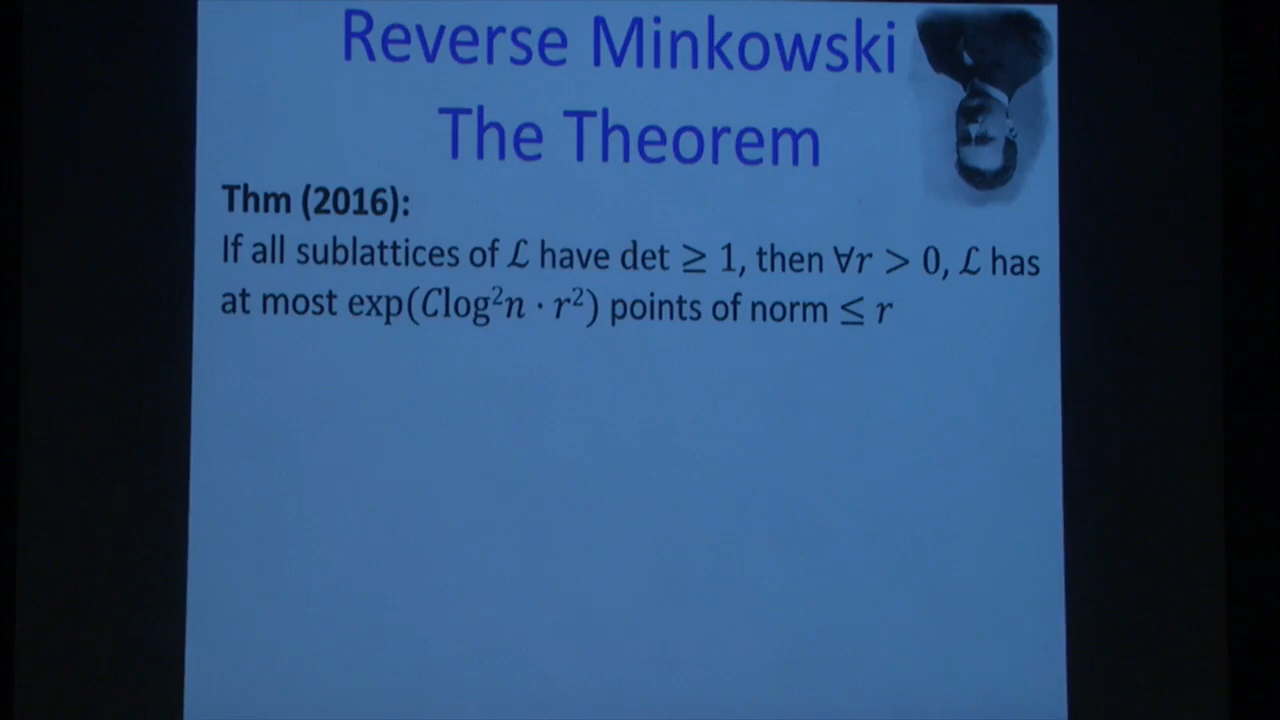 Reverse Minkowski
The Theorem
Thm (2016):
If all sublattices of ℒ have det ≥ 1, then ∀r > 0, ℒ has
at most exp(Clog²n · r²) points of norm ≤ r